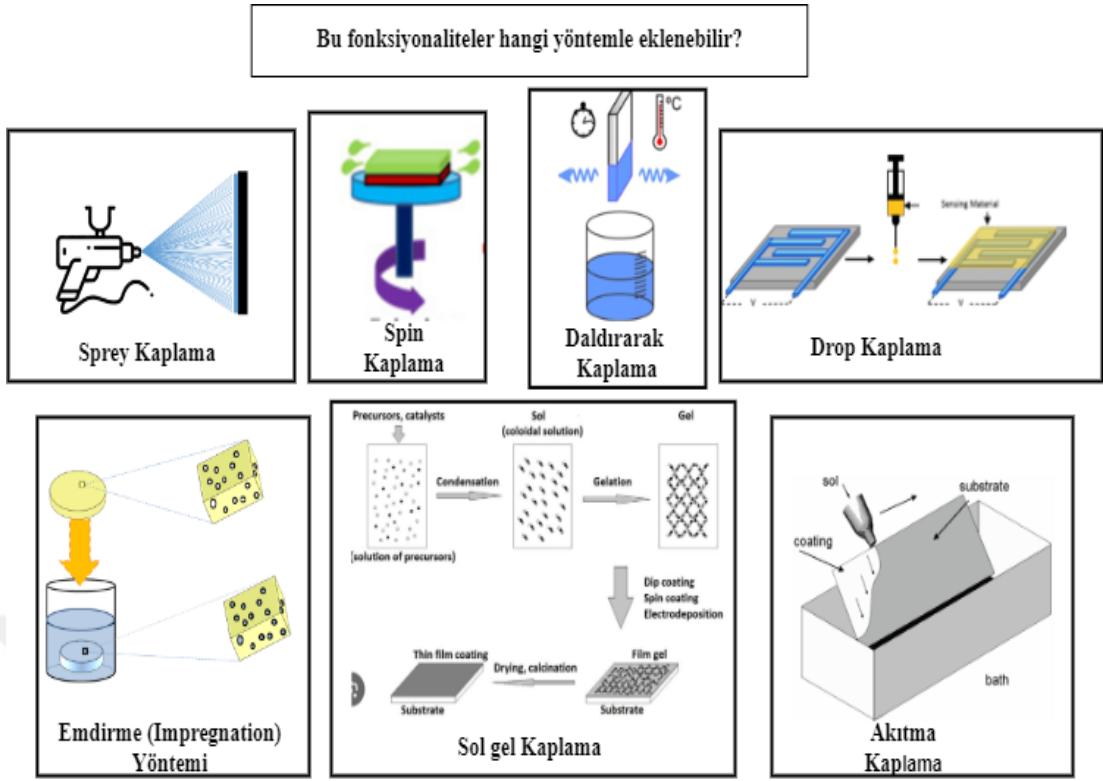 Bu fonksiyonaliteler hangi yöntemle eklenebilir?
Sprey Kaplama
Spin
Kaplama
ºC
Daldırarak
Kaplama
Sensing Material
V
V
Drop Kaplama
Emdirme (Impregnation)
Yöntemi
Precursors, catalysts
Sol
(colloidal solution)
Gel
Condensation
Gelation
(solution of precursors)
Dip coating
Spin coating
Electrodeposition
Thin film coating
Drying, calcination
Film gel
Substrate
Substrate
Sol gel Kaplama
sol
substrate
coating
bath
Akıtma
Kaplama